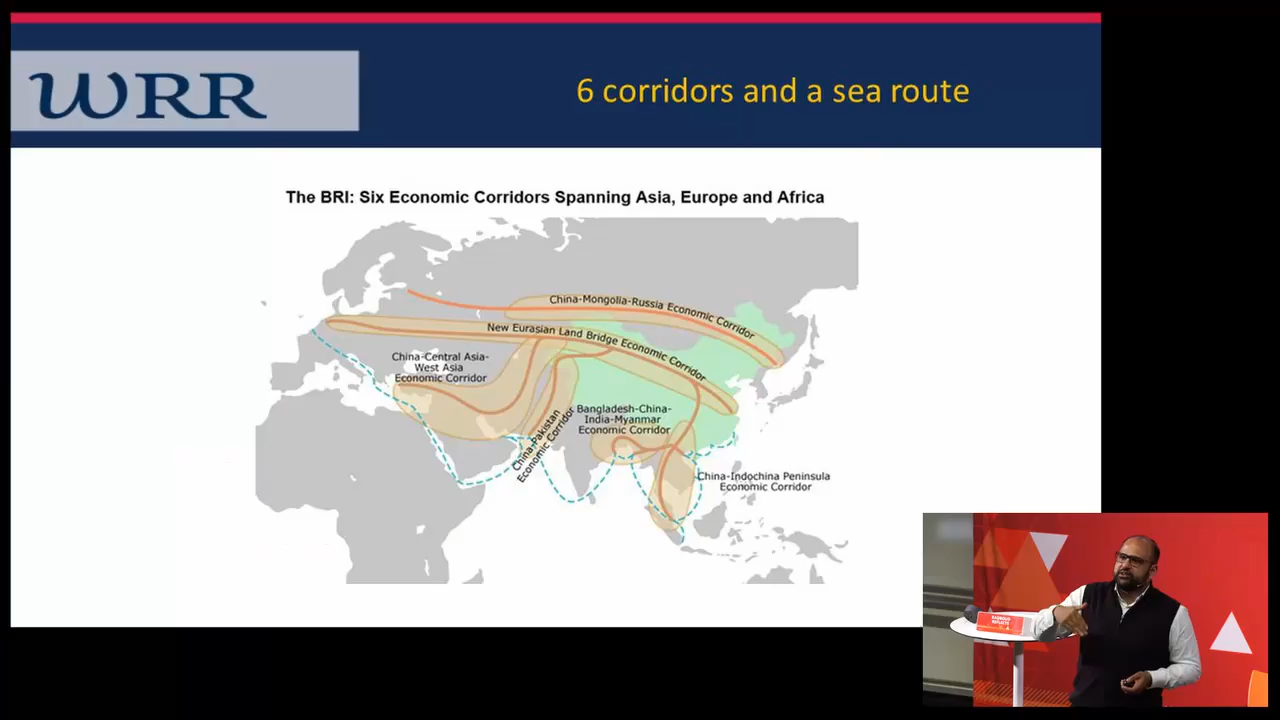 WRR
6 corridors and a sea route
The BRI: Six Economic Corridors Spanning Asia, Europe and Africa
China-Mongolia-Russia Economic Corridor
New Eurasian Land Bridge Economic Corridor
China-Central Asia-
West Asia
Economic Corridor
Bangladesh-China-
India-Myanmar
Economic Corridor
China-Pakistan
Economic Corridor
China-Indochina Peninsula
Economic Corridor
RADBOUD
REFLECTS